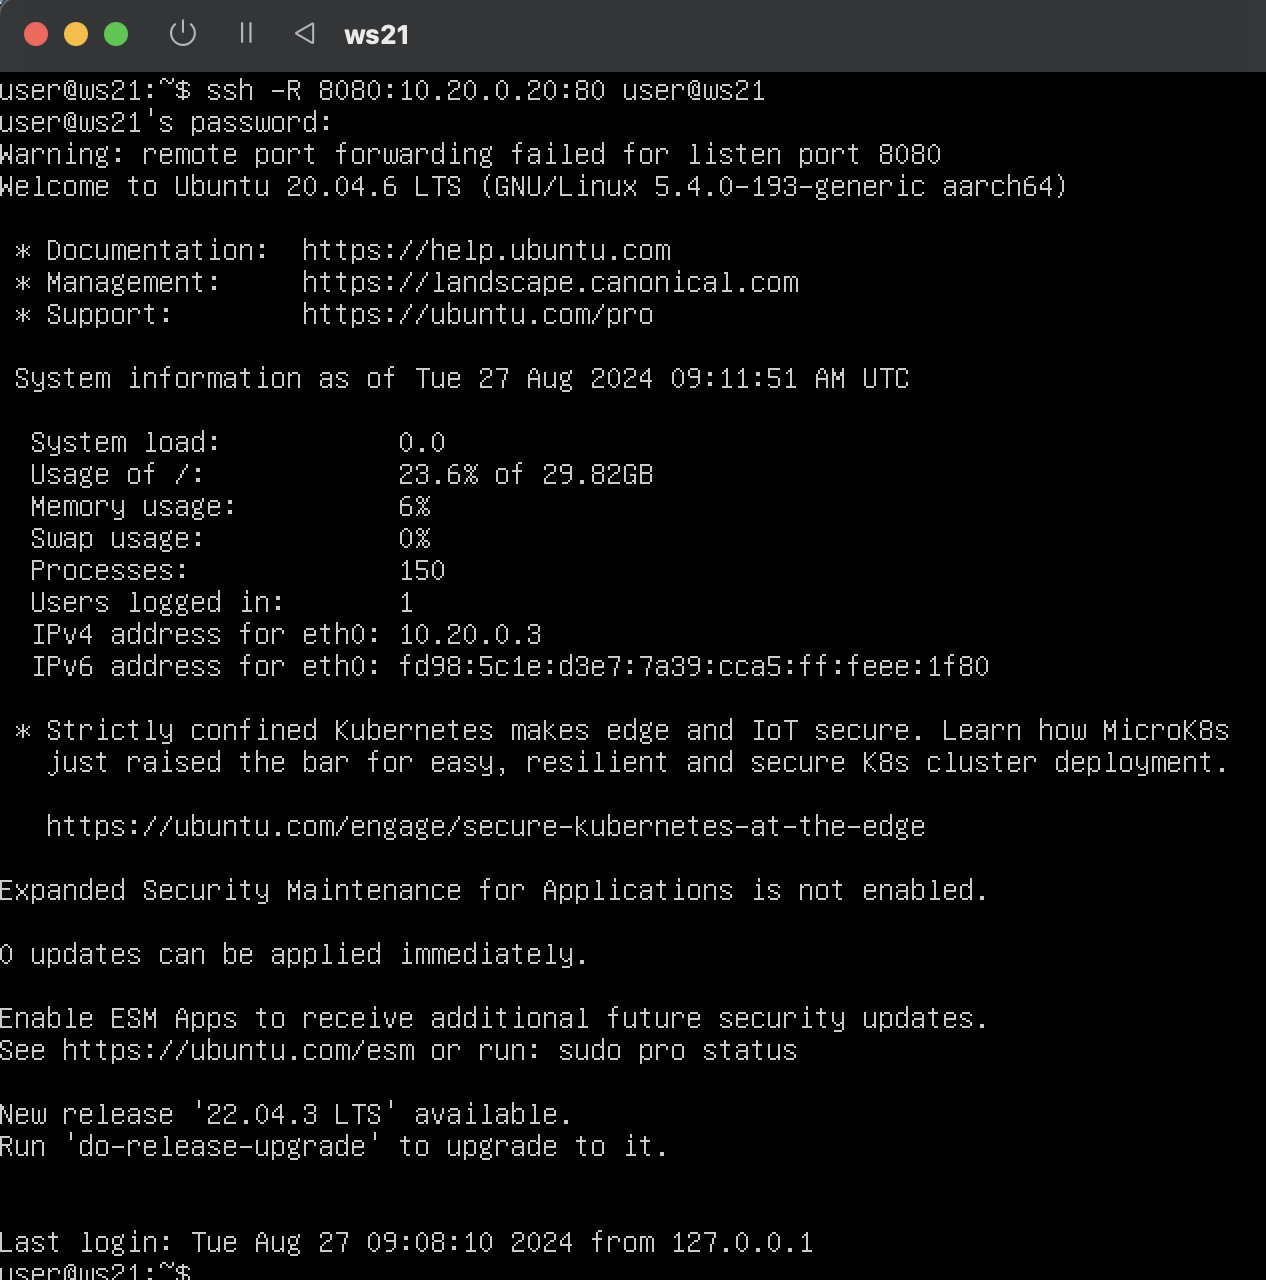 ws21
user@ws21:~$ ssh -R 8080:10.20.0.20:80 user@ws21
user@ws21's password:
Warning: remote port forwarding failed for listen port 8080
Welcome to Ubuntu 20.04.6 LTS (GNU/Linux 5.4.0-193-generic aarch64)
* Documentation:  https://help.ubuntu.com
* Management:     https://landscape.canonical.com
* Support:        https://ubuntu.com/pro
System information as of Tue 27 Aug 2024 09:11:51 AM UTC
System load:           0.0
Usage of /:            23.6% of 29.82GB
Memory usage:          6%
Swap usage:            0%
Processes:             150
Users logged in:       1
IPv4 address for eth0: 10.20.0.3
IPv6 address for eth0: fd98:5c1e:d3e7:7a39:cca5:ff:feee:1f80
* Strictly confined Kubernetes makes edge and IoT secure. Learn how MicroK8s
just raised the bar for easy, resilient and secure K8s cluster deployment.
https://ubuntu.com/engage/secure-kubernetes-at-the-edge
Expanded Security Maintenance for Applications is not enabled.
0 updates can be applied immediately.
Enable ESM Apps to receive additional future security updates.
See https://ubuntu.com/esm or run: sudo pro status
New release '22.04.3 LTS' available.
Run 'do-release-upgrade' to upgrade to it.
Last login: Tue Aug 27 09:08:10 2024 from 127.0.0.1
user@ws21:~$